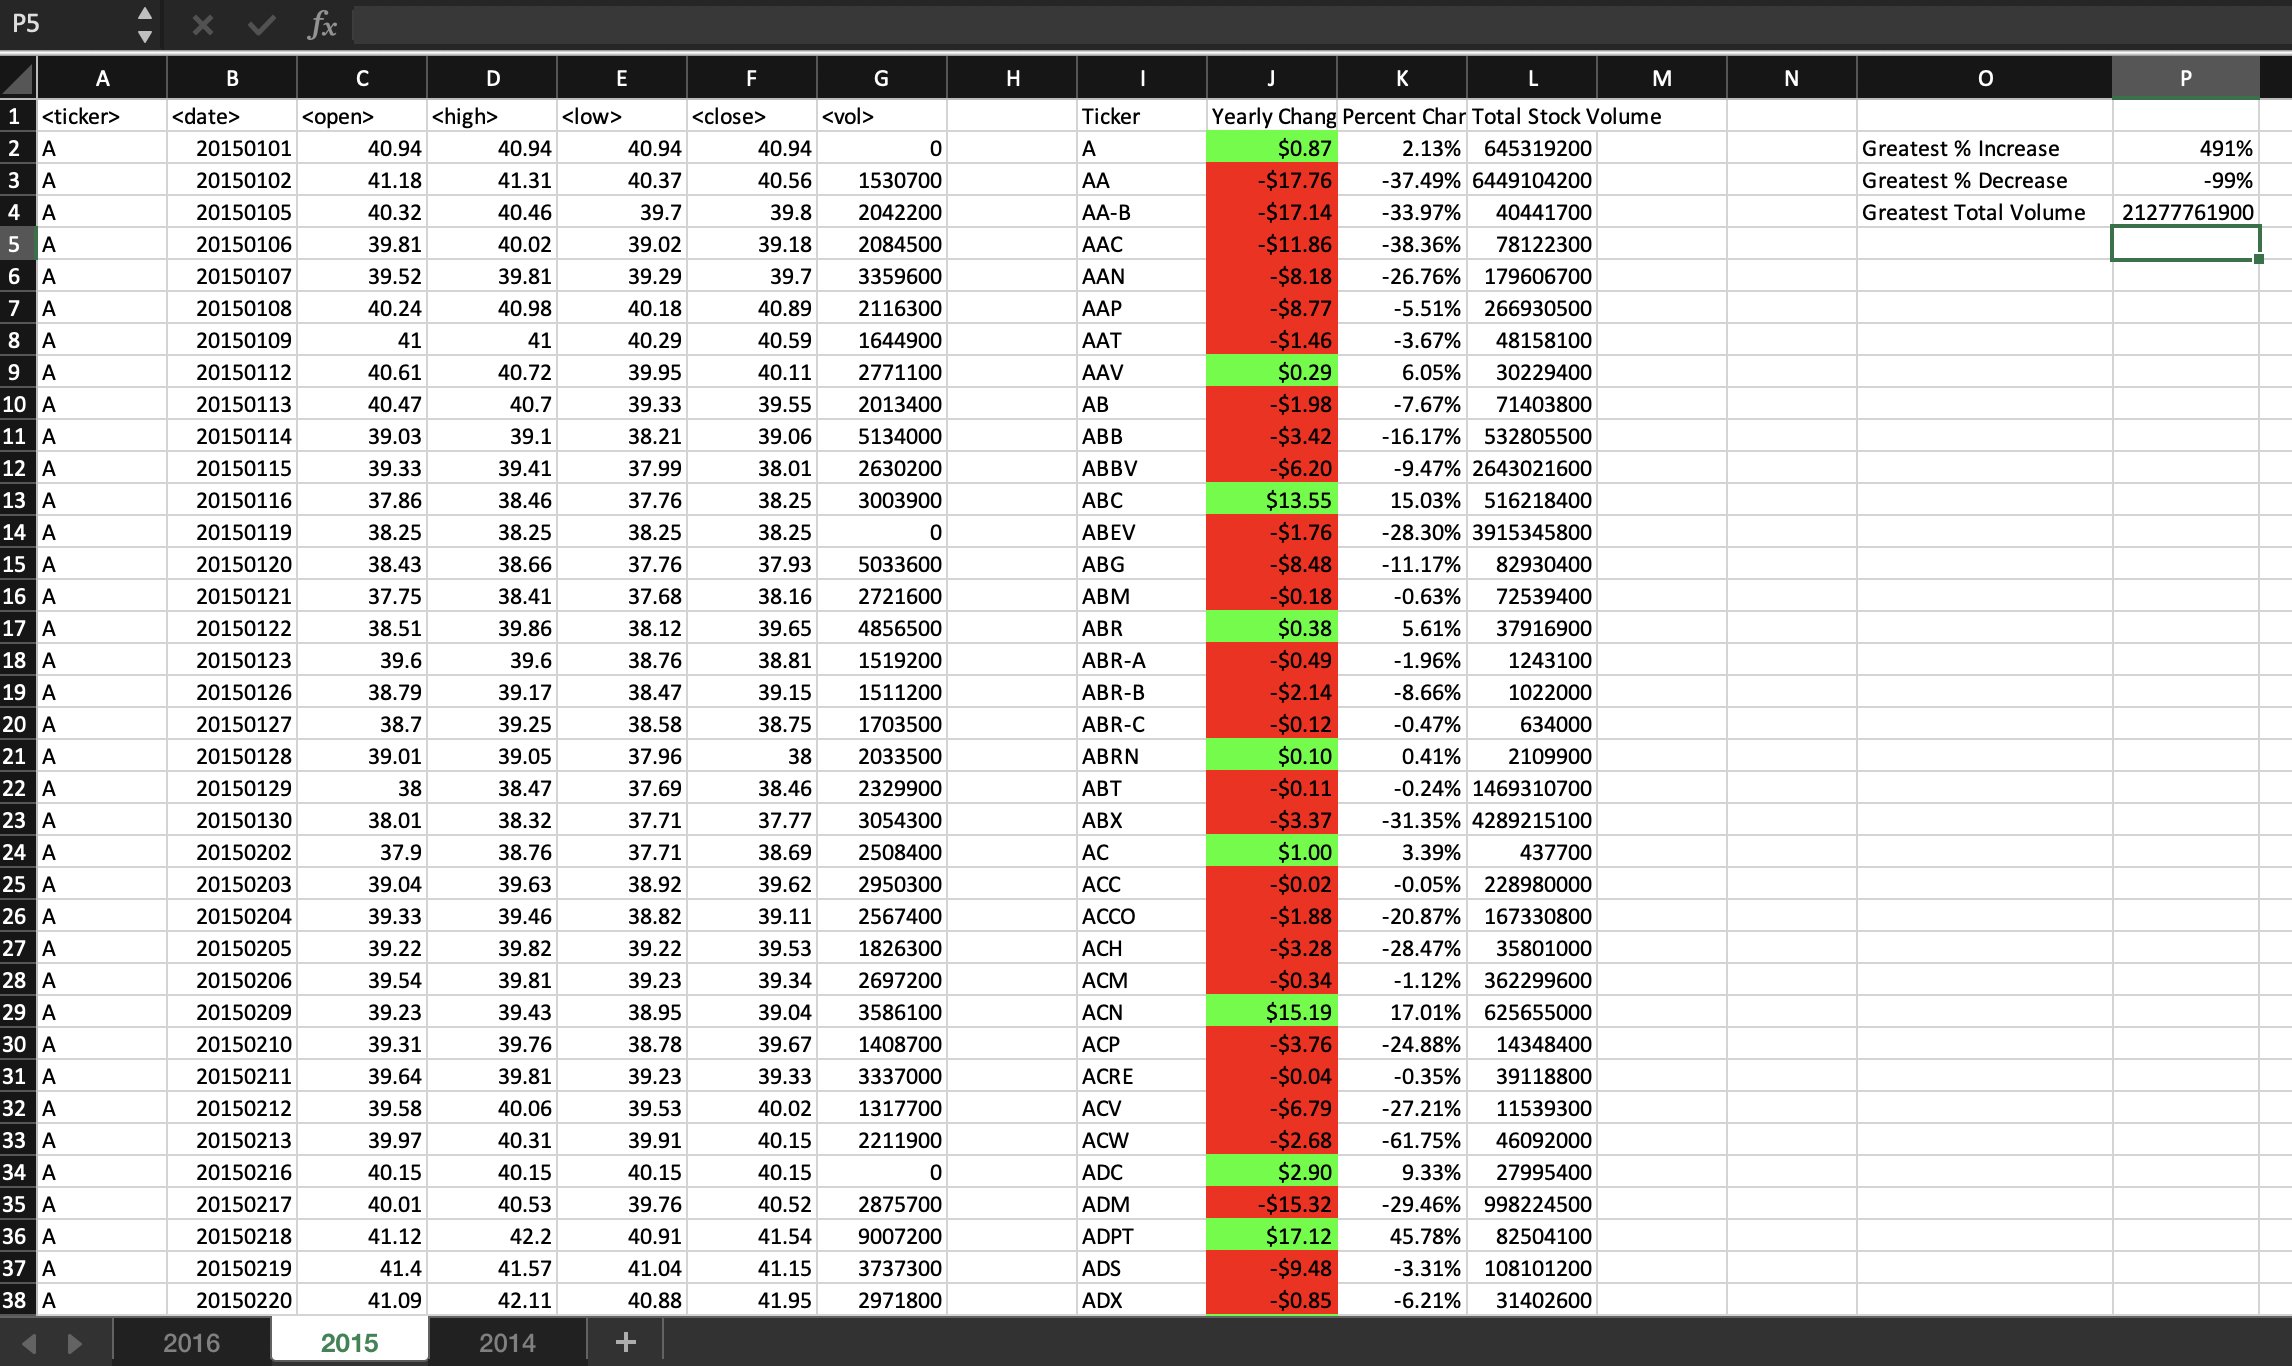 P5 fx
A B C D E F G H I J K L M N O P
1 <ticker> <date> <open> <high> <low> <close> <vol> Ticker Yearly Chang Percent Char Total Stock Volume
2 A 20150101 40.94 40.94 40.94 40.94 0 A $0.87 2.13% 645319200 Greatest % Increase 491%
3 A 20150102 41.18 41.31 40.37 40.56 1530700 AA -$17.76 -37.49% 6449104200 Greatest % Decrease -99%
4 A 20150105 40.32 40.46 39.7 39.8 2042200 AA-B -$17.14 -33.97% 40441700 Greatest Total Volume 21277761900
5 A 20150106 39.81 40.02 39.02 39.18 2084500 AAC -$11.86 -38.36% 78122300
6 A 20150107 39.52 39.81 39.29 39.7 3359600 AAN -$8.18 -26.76% 179606700
7 A 20150108 40.24 40.98 40.18 40.89 2116300 AAP -$8.77 -5.51% 266930500
8 A 20150109 41 41 40.29 40.59 1644900 AAT -$1.46 -3.67% 48158100
9 A 20150112 40.61 40.72 39.95 40.11 2771100 AAV $0.29 6.05% 30229400
10 A 20150113 40.47 40.7 39.33 39.55 2013400 AB -$1.98 -7.67% 71403800
11 A 20150114 39.03 39.1 38.21 39.06 5134000 ABB -$3.42 -16.17% 532805500
12 A 20150115 39.33 39.41 37.99 38.01 2630200 ABBV -$6.20 -9.47% 2643021600
13 A 20150116 37.86 38.46 37.76 38.25 3003900 ABC $13.55 15.03% 516218400
14 A 20150119 38.25 38.25 38.25 38.25 0 ABEV -$1.76 -28.30% 3915345800
15 A 20150120 38.43 38.66 37.76 37.93 5033600 ABG -$8.48 -11.17% 82930400
16 A 20150121 37.75 38.41 37.68 38.16 2721600 ABM -$0.18 -0.63% 72539400
17 A 20150122 38.51 39.86 38.12 39.65 4856500 ABR $0.38 5.61% 37916900
18 A 20150123 39.6 39.6 38.76 38.81 1519200 ABR-A -$0.49 -1.96% 1243100
19 A 20150126 38.79 39.17 38.47 39.15 1511200 ABR-B -$2.14 -8.66% 1022000
20 A 20150127 38.7 39.25 38.58 38.75 1703500 ABR-C -$0.12 -0.47% 634000
21 A 20150128 39.01 39.05 37.96 38 2033500 ABRN $0.10 0.41% 2109900
22 A 20150129 38 38.47 37.69 38.46 2329900 ABT -$0.11 -0.24% 1469310700
23 A 20150130 38.01 38.32 37.71 37.77 3054300 ABX -$3.37 -31.35% 4289215100
24 A 20150202 37.9 38.76 37.71 38.69 2508400 AC $1.00 3.39% 437700
25 A 20150203 39.04 39.63 38.92 39.62 2950300 ACC -$0.02 -0.05% 228980000
26 A 20150204 39.33 39.46 38.82 39.11 2567400 ACCO -$1.88 -20.87% 167330800
27 A 20150205 39.22 39.82 39.22 39.53 1826300 ACH -$3.28 -28.47% 35801000
28 A 20150206 39.54 39.81 39.23 39.34 2697200 ACM -$0.34 -1.12% 362299600
29 A 20150209 39.23 39.43 38.95 39.04 3586100 ACN $15.19 17.01% 625655000
30 A 20150210 39.31 39.76 38.78 39.67 1408700 ACP -$3.76 -24.88% 14348400
31 A 20150211 39.64 39.81 39.23 39.33 3337000 ACRE -$0.04 -0.35% 39118800
32 A 20150212 39.58 40.06 39.53 40.02 1317700 ACV -$6.79 -27.21% 11539300
33 A 20150213 39.97 40.31 39.91 40.15 2211900 ACW -$2.68 -61.75% 46092000
34 A 20150216 40.15 40.15 40.15 40.15 0 ADC $2.90 9.33% 27995400
35 A 20150217 40.01 40.53 39.76 40.52 2875700 ADM -$15.32 -29.46% 998224500
36 A 20150218 41.12 42.2 40.91 41.54 9007200 ADPT $17.12 45.78% 82504100
37 A 20150219 41.4 41.57 41.04 41.15 3737300 ADS -$9.48 -3.31% 108101200
38 A 20150220 41.09 42.11 40.88 41.95 2971800 ADX -$0.85 -6.21% 31402600
2016 2015 2014 +